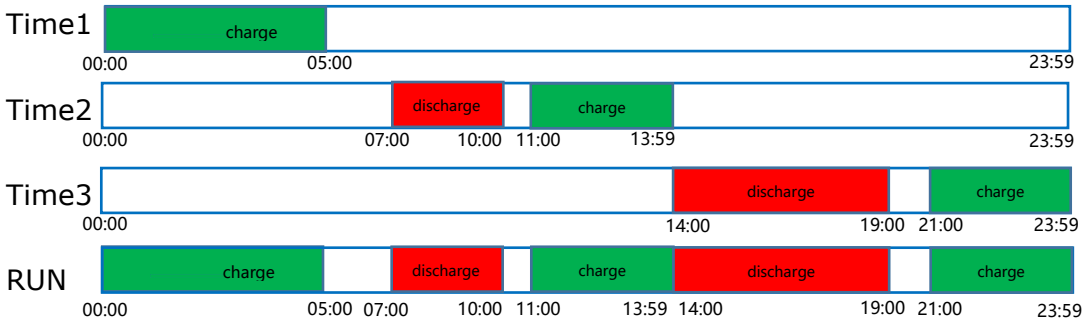 Time1 charge
00:00 05:00 23:59
Time2 discharge charge
00:00 07:00 10:00 11:00 13:59 23:59
Time3 discharge charge
00:00 14:00 19:00 21:00 23:59
RUN charge discharge charge discharge charge
00:00 05:00 07:00 10:00 11:00 13:59 14:00 19:00 21:00 23:59